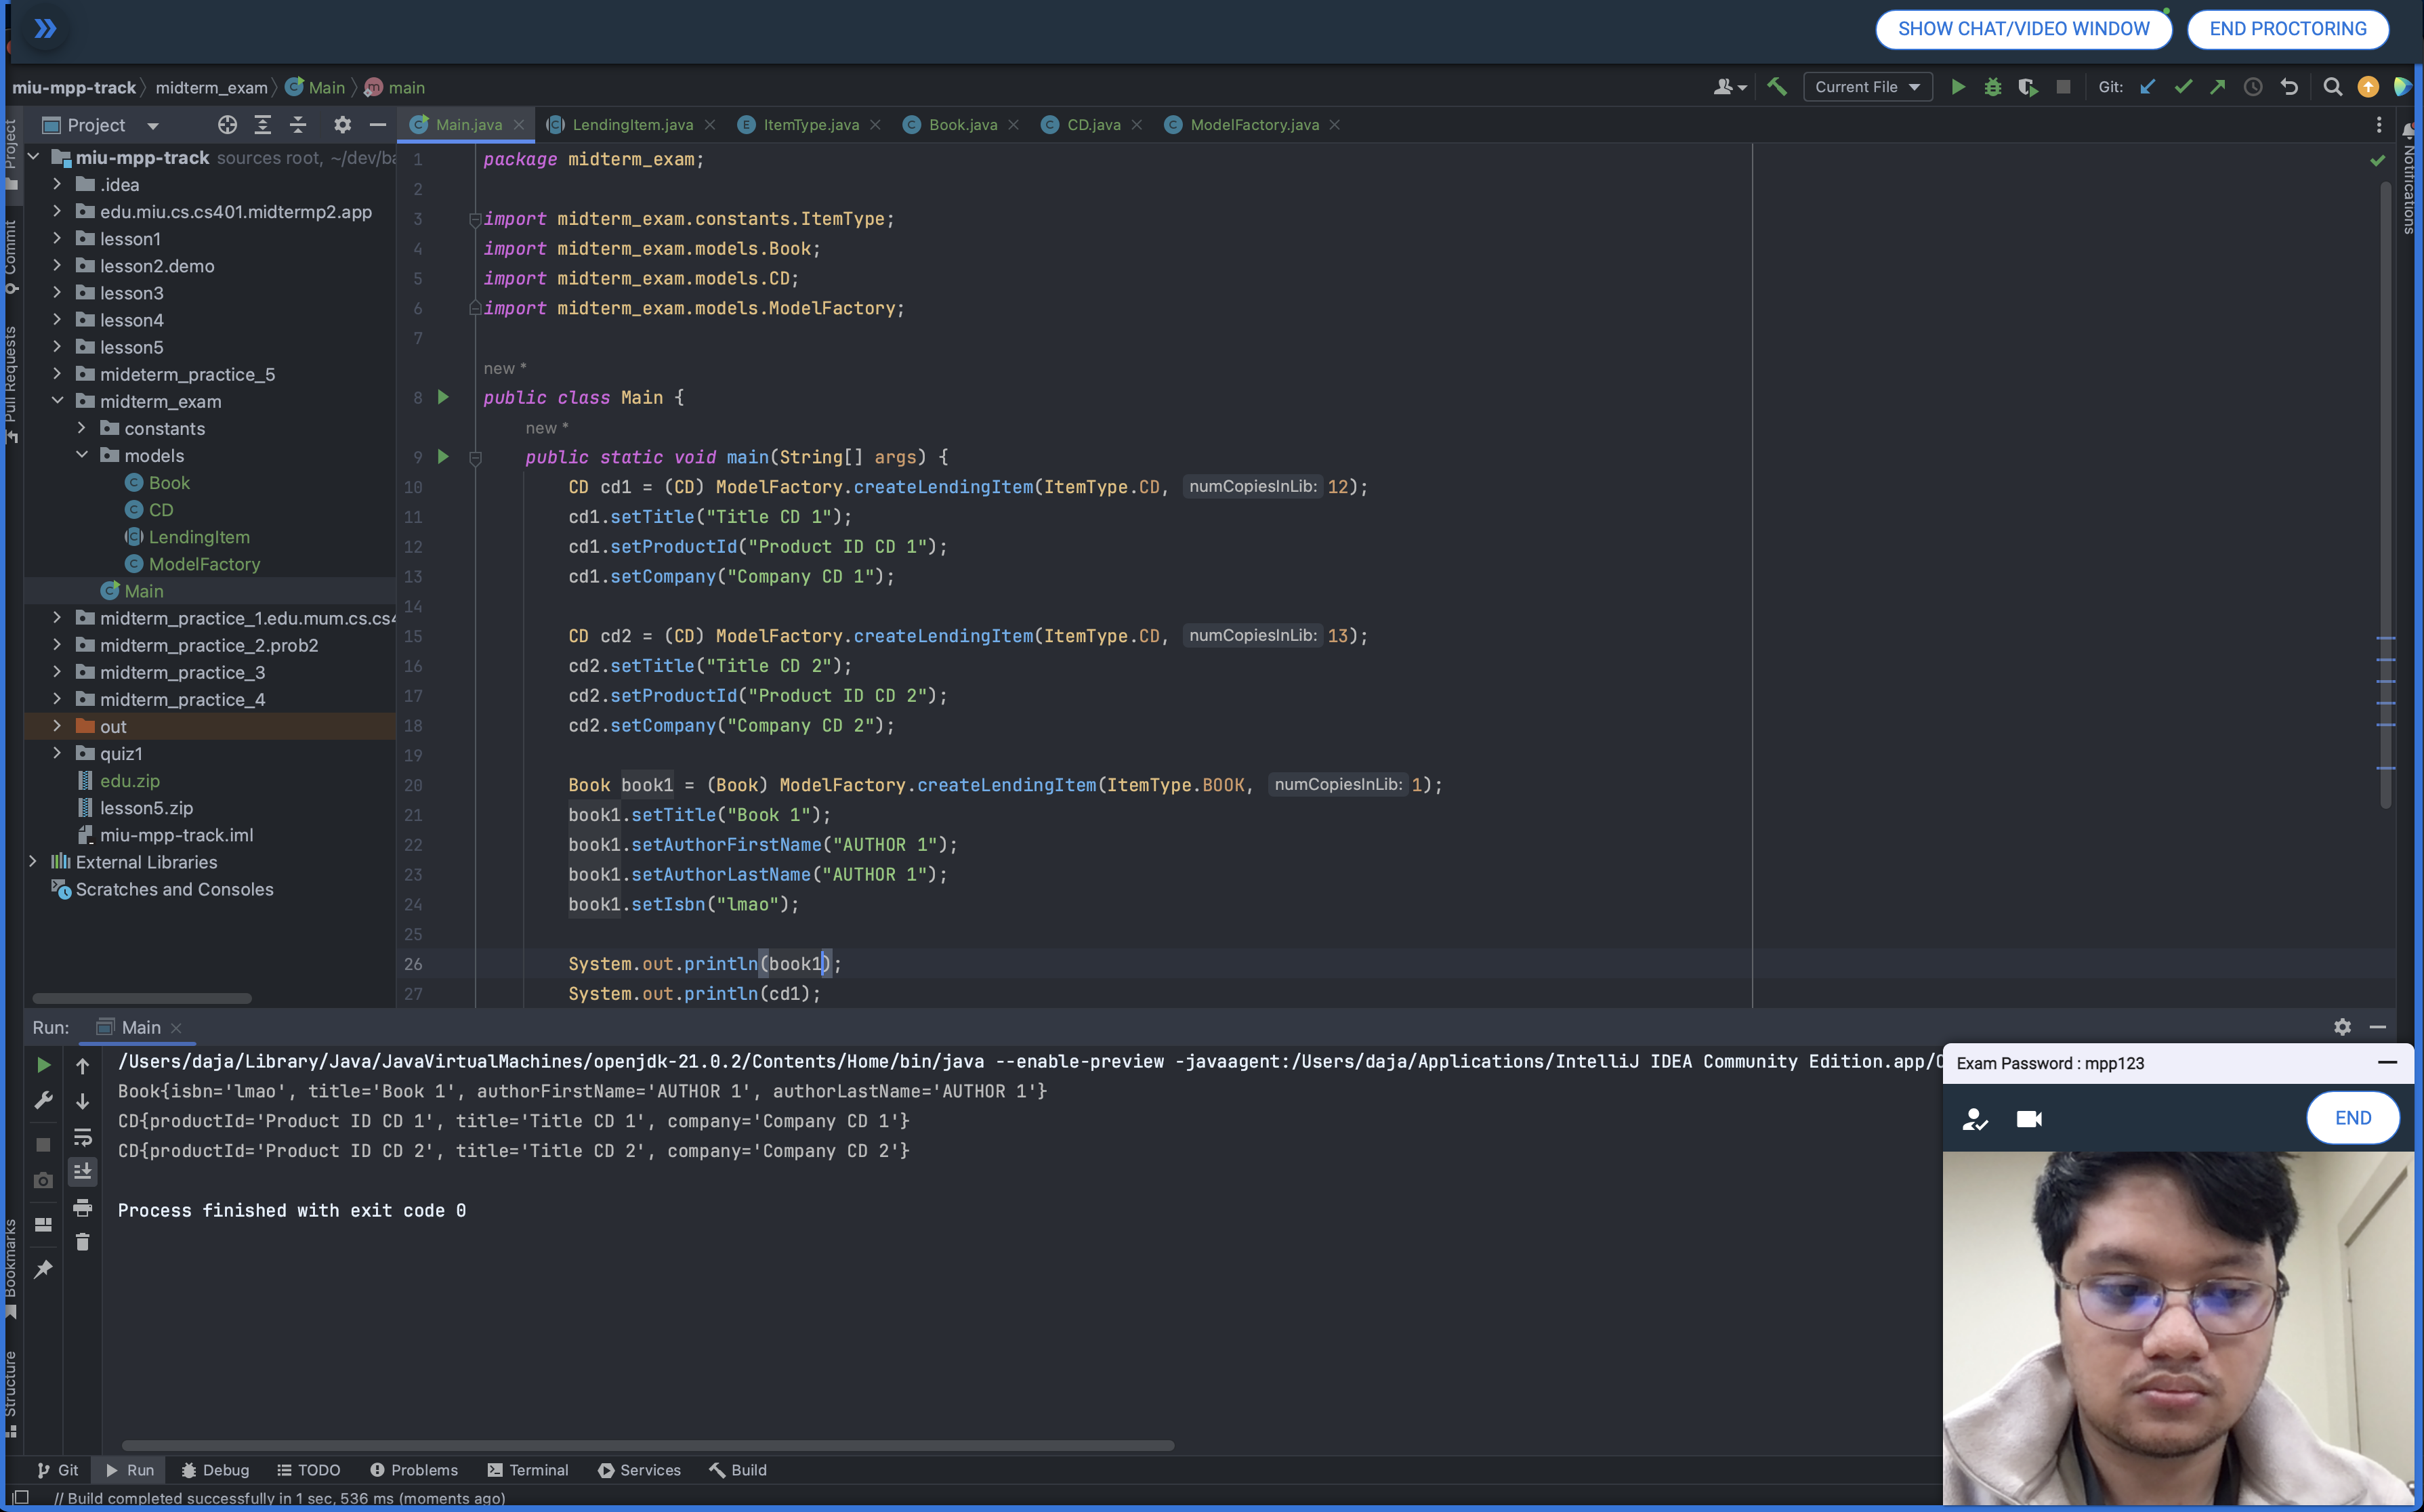 SHOW CHAT/VIDEO WINDOW
END PROCTORING
miu-mpp-track midterm_exam Main main
Current File
Git:
Project
Main.java
LendingItem.java
ItemType.java
Book.java
CD.java
ModelFactory.java
Project
Commit
Pull Requests
Bookmarks
Structure
Notifications
miu-mpp-track sources root, ~/dev/ba
.idea
edu.miu.cs.cs401.midtermp2.app
lesson1
lesson2.demo
lesson3
lesson4
lesson5
mideterm_practice_5
midterm_exam
constants
models
Book
CD
LendingItem
ModelFactory
Main
midterm_practice_1.edu.mum.cs.cs4
midterm_practice_2.prob2
midterm_practice_3
midterm_practice_4
out
quiz1
edu.zip
lesson5.zip
miu-mpp-track.iml
External Libraries
Scratches and Consoles
1 package midterm_exam;
2
3 import midterm_exam.constants.ItemType;
4 import midterm_exam.models.Book;
5 import midterm_exam.models.CD;
6 import midterm_exam.models.ModelFactory;
7
new *
8 public class Main {
new *
9 public static void main(String[] args) {
10 CD cd1 = (CD) ModelFactory.createLendingItem(ItemType.CD, numCopiesInLib: 12);
11 cd1.setTitle("Title CD 1");
12 cd1.setProductId("Product ID CD 1");
13 cd1.setCompany("Company CD 1");
14
15 CD cd2 = (CD) ModelFactory.createLendingItem(ItemType.CD, numCopiesInLib: 13);
16 cd2.setTitle("Title CD 2");
17 cd2.setProductId("Product ID CD 2");
18 cd2.setCompany("Company CD 2");
19
20 Book book1 = (Book) ModelFactory.createLendingItem(ItemType.BOOK, numCopiesInLib: 1);
21 book1.setTitle("Book 1");
22 book1.setAuthorFirstName("AUTHOR 1");
23 book1.setAuthorLastName("AUTHOR 1");
24 book1.setIsbn("lmao");
25
26 System.out.println(book1);
27 System.out.println(cd1);
Run: Main
/Users/daja/Library/Java/JavaVirtualMachines/openjdk-21.0.2/Contents/Home/bin/java --enable-preview -javaagent:/Users/daja/Applications/IntelliJ IDEA Community Edition.app/C
Book{isbn='lmao', title='Book 1', authorFirstName='AUTHOR 1', authorLastName='AUTHOR 1'}
CD{productId='Product ID CD 1', title='Title CD 1', company='Company CD 1'}
CD{productId='Product ID CD 2', title='Title CD 2', company='Company CD 2'}
Process finished with exit code 0
Exam Password : mpp123
END
Git
Run
Debug
TODO
Problems
Terminal
Services
Build
// Build completed successfully in 1 sec, 536 ms (moments ago)